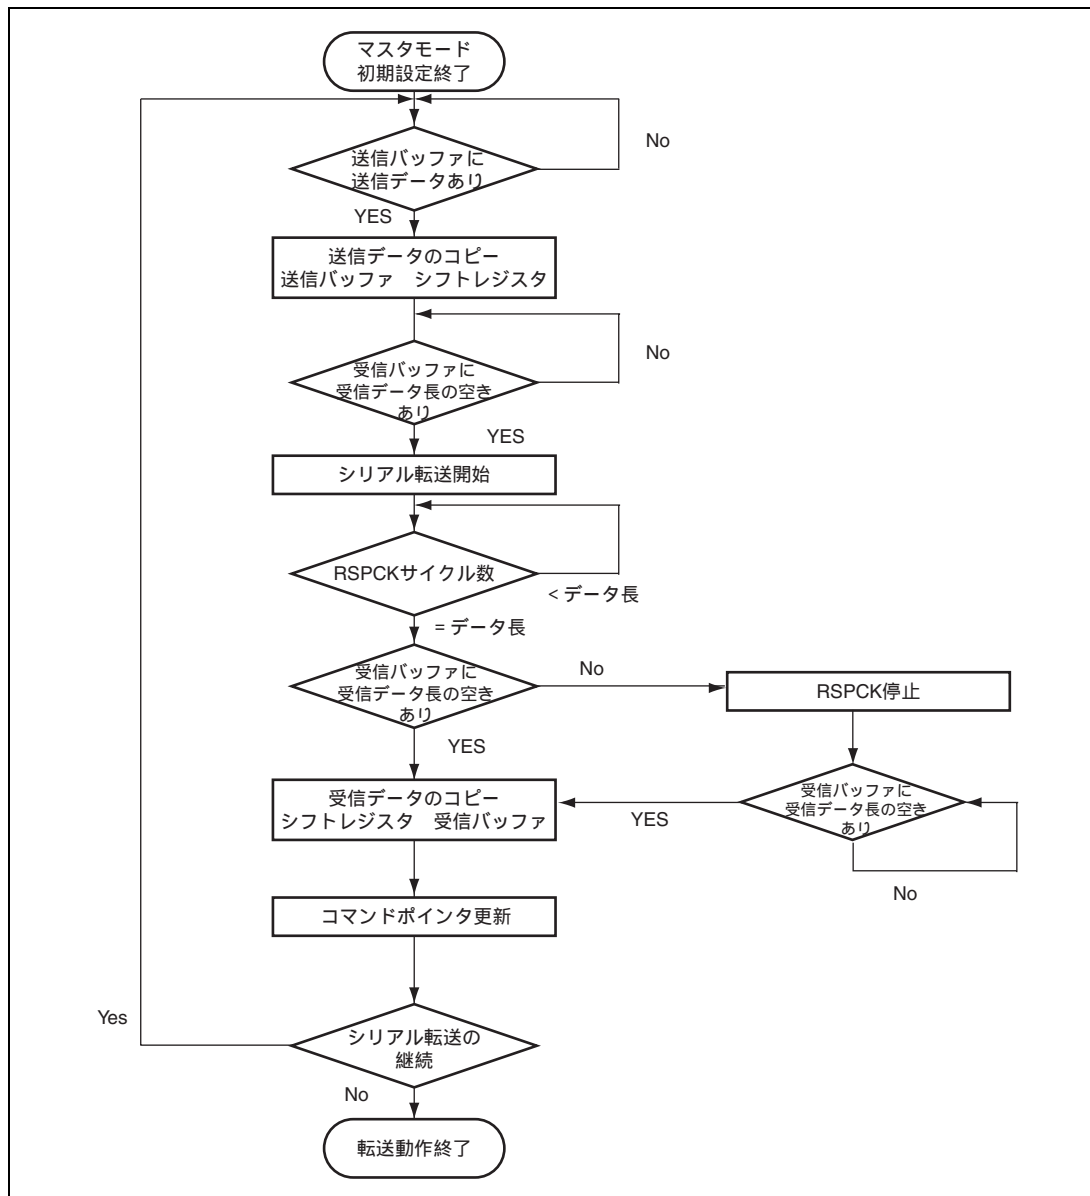 マスタモード
初期設定終了
No
送信バッファに
送信データあり
YES
送信データのコピー
送信バッファ　シフトレジスタ
No
受信バッファに
受信データ長の空き
あり
YES
シリアル転送開始
RSPCKサイクル数
< データ長
= データ長
受信バッファに
受信データ長の空き
あり
No
RSPCK停止
YES
受信データのコピー
シフトレジスタ　受信バッファ
YES
受信バッファに
受信データ長の空き
あり
No
コマンドポインタ更新
Yes
シリアル転送の
継続
No
転送動作終了